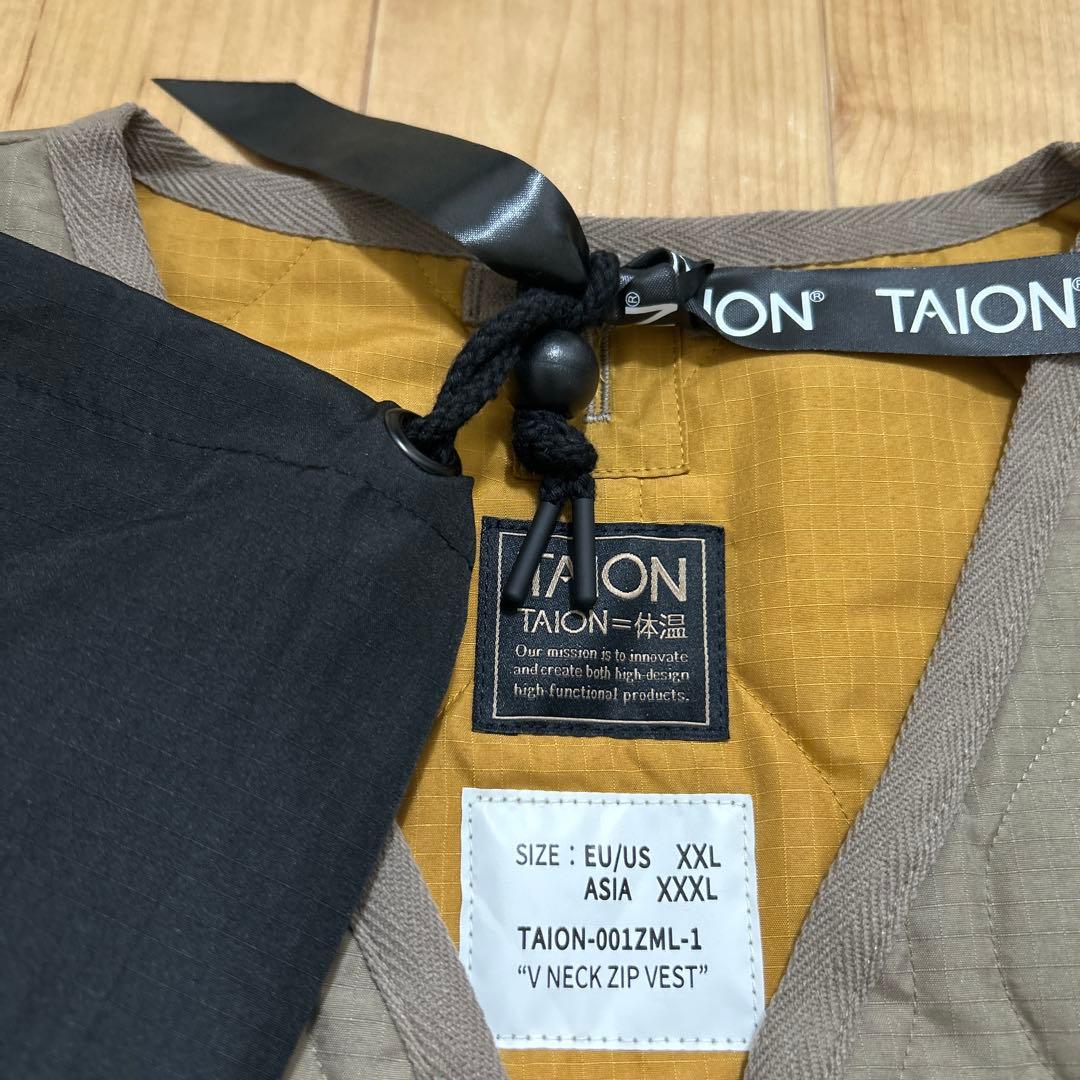 TAION® TAION®
TAION
TAION=体温
Our mission is to innovate
and create both high-design
high-functional products.
SIZE : EU/US XXL
ASIA XXXL
TAION-001ZML-1
“V NECK ZIP VEST”